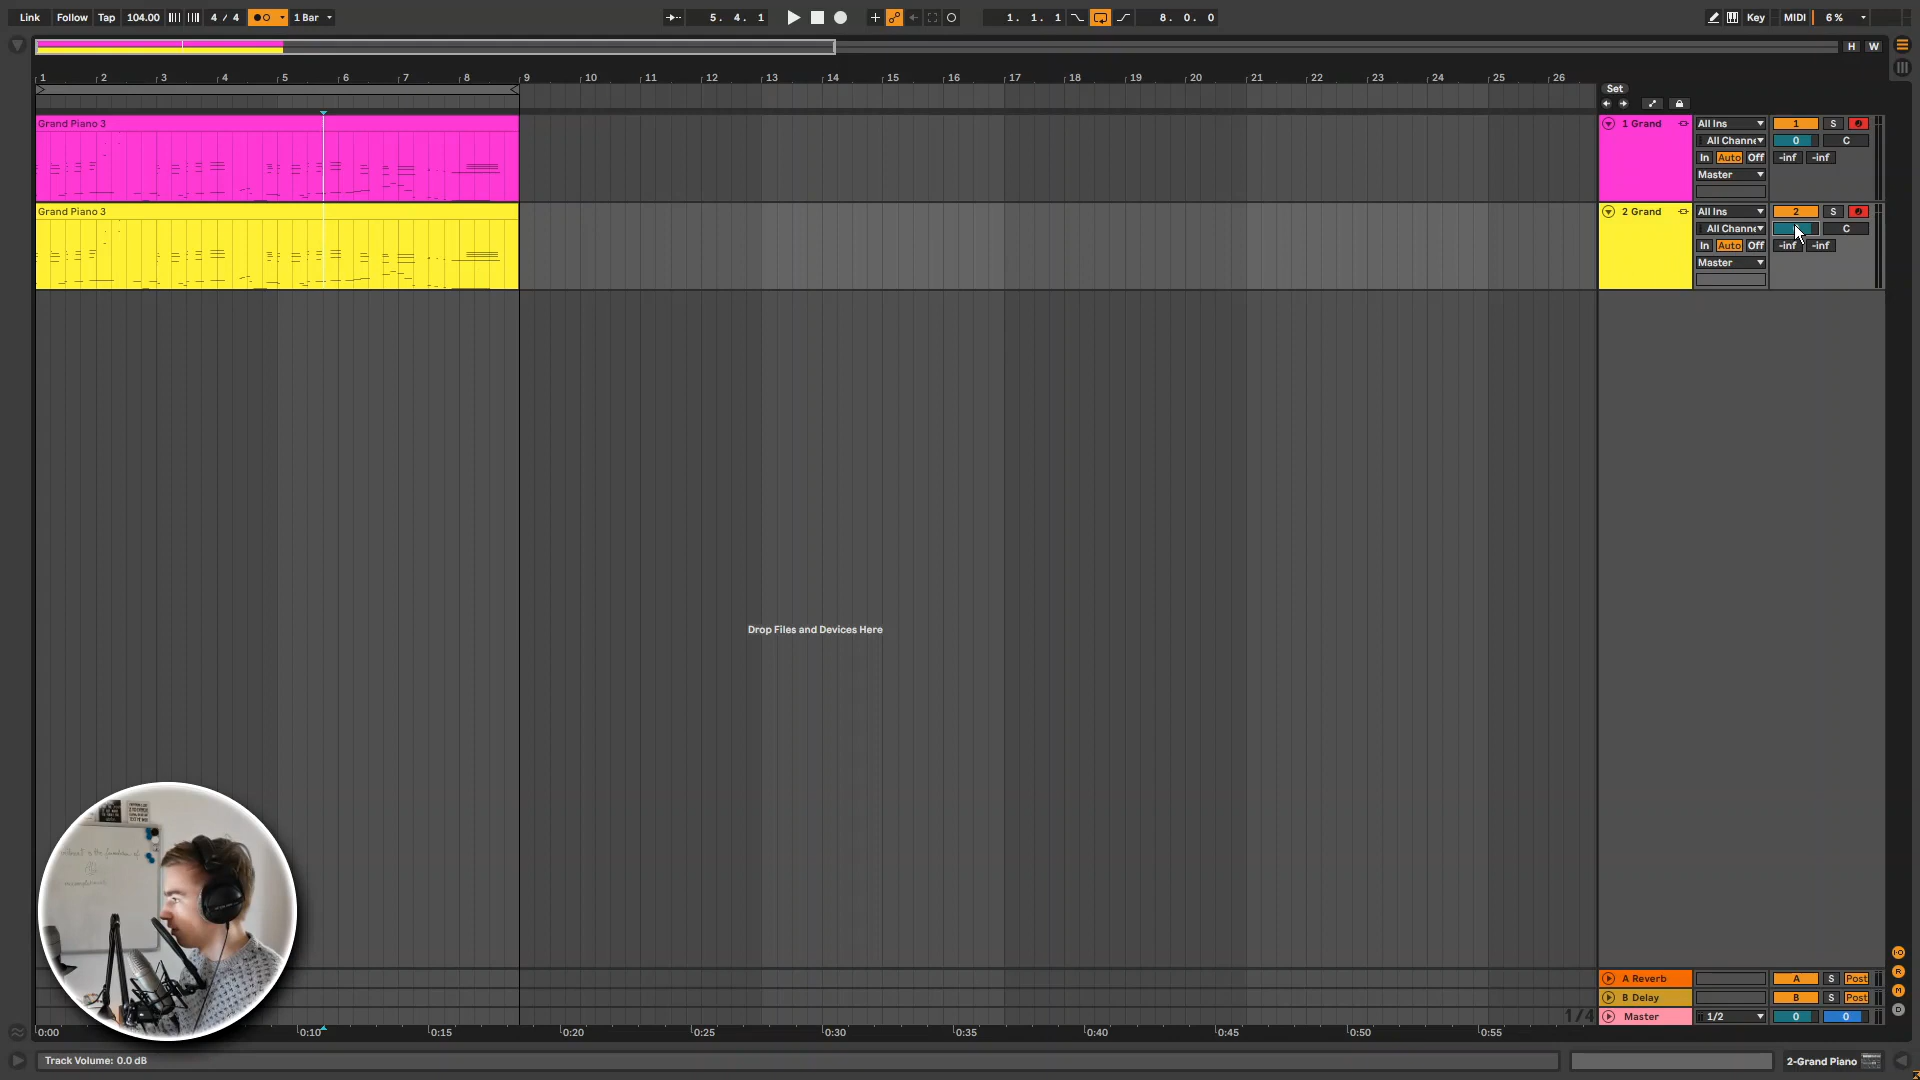 Link Follow Tap 104.00 4 / 4 1 Bar 5. 4. 1 1. 1. 1 8. 0. 0 Key MIDI 6 %
H W
1 2 3 4 5 6 7 8 9 10 11 12 13 14 15 16 17 18 19 20 21 22 23 24 25 26
Set
Grand Piano 3 1 Grand All Ins 1 S
All Channe 0 C
In Auto Off -inf -inf
Master
Grand Piano 3 2 Grand All Ins 2 S
All Channe C
In Auto Off -inf -inf
Master
Drop Files and Devices Here
A Reverb A S Post
B Delay B S Post
1/4 Master 1/2 0 0
0:00 0:10 0:15 0:20 0:25 0:30 0:35 0:40 0:45 0:50 0:55
Track Volume: 0.0 dB 2-Grand Piano